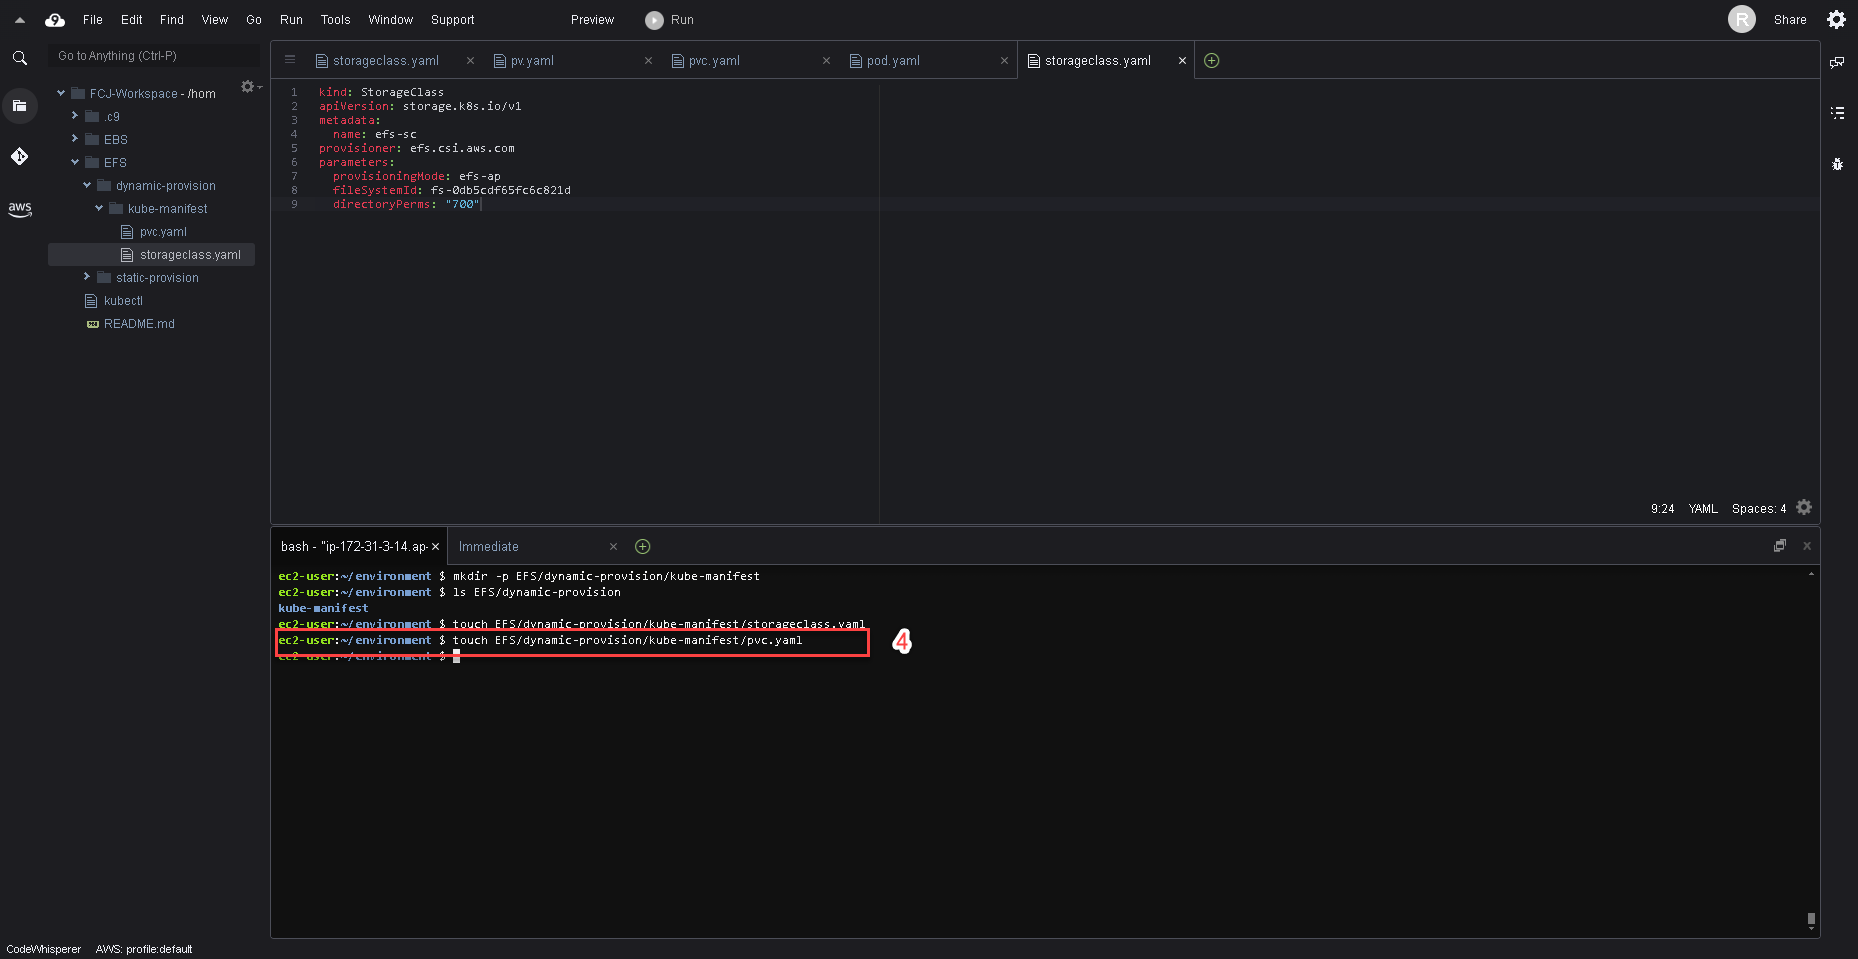 9 File Edit Find View Go Run Tools Window Support Preview Run R Share
Go to Anything (Ctrl-P)
FCJ-Workspace - /hom
.c9
EBS
EFS
dynamic-provision
kube-manifest
pvc.yaml
storageclass.yaml
static-provision
kubectl
README.md
aws
storageclass.yaml pv.yaml pvc.yaml pod.yaml storageclass.yaml
1 kind: StorageClass
2 apiVersion: storage.k8s.io/v1
3 metadata:
4 name: efs-sc
5 provisioner: efs.csi.aws.com
6 parameters:
7 provisioningMode: efs-ap
8 fileSystemId: fs-0db5cdf65fc6c821d
9 directoryPerms: "700"
9:24 YAML Spaces: 4
bash - "ip-172-31-3-14.ap- Immediate
ec2-user:~/environment $ mkdir -p EFS/dynamic-provision/kube-manifest
ec2-user:~/environment $ ls EFS/dynamic-provision
kube-manifest
ec2-user:~/environment $ touch EFS/dynamic-provision/kube-manifest/storageclass.yaml
ec2-user:~/environment $ touch EFS/dynamic-provision/kube-manifest/pvc.yaml
4
ec2-user:~/environment $
CodeWhisperer AWS: profile:default